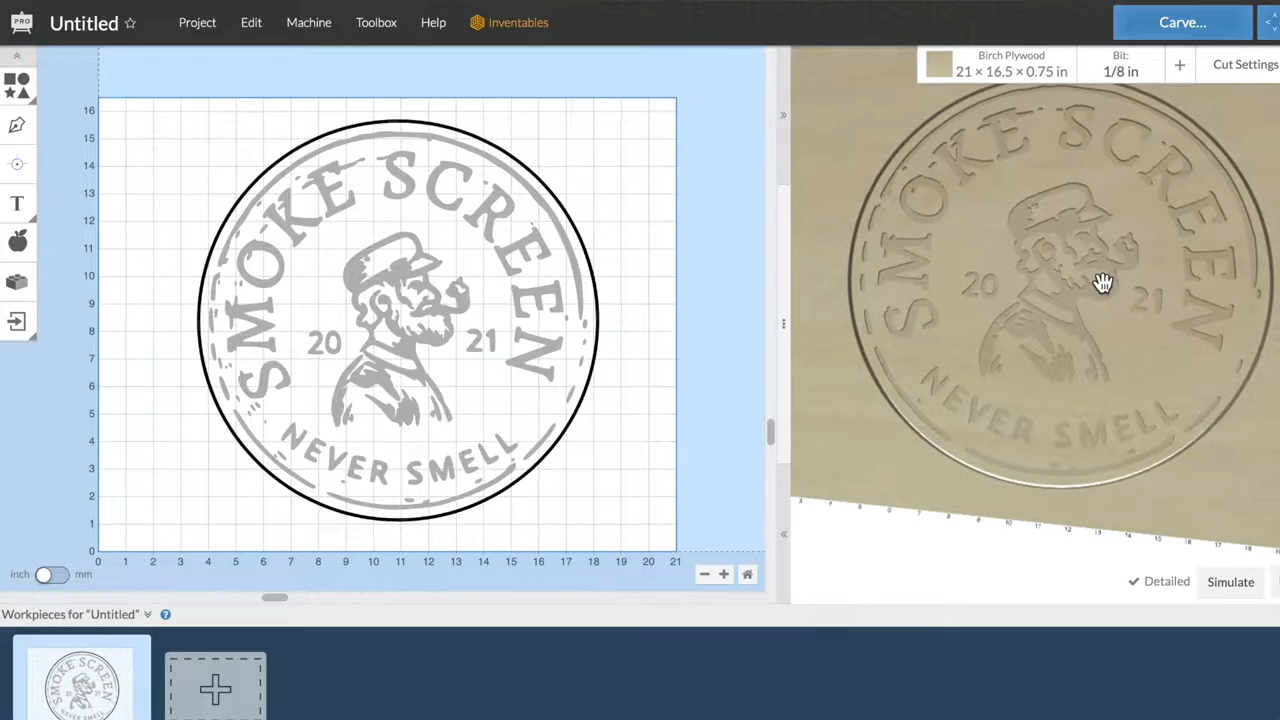 PRO Untitled Project Edit Machine Toolbox Help Inventables Carve...
Birch Plywood
21 × 16.5 × 0.75 in
Bit:
1/8 in
Cut Settings
T
16
15
14
13
12
11
10
9
8
7
6
5
4
3
2
1
0
0 1 2 3 4 5 6 7 8 9 10 11 12 13 14 15 16 17 18 19 20 21
SMOKE SCREEN
20 21
NEVER SMELL
SMOKE SCREEN
20 21
NEVER SMELL
inch mm
Detailed Simulate
Workpieces for “Untitled”
SMOKE SCREEN
NEVER SMELL